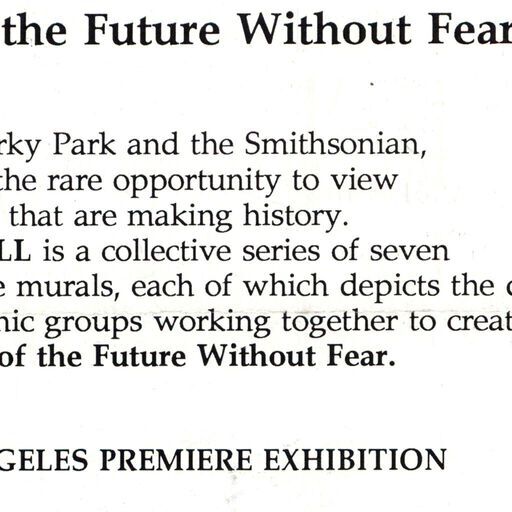 the Future Without Fear
rky Park and the Smithsonian,
the rare opportunity to view
that are making history.
LL is a collective series of seven
e murals, each of which depicts the
nic groups working together to creat
of the Future Without Fear.
GELES PREMIERE EXHIBITION